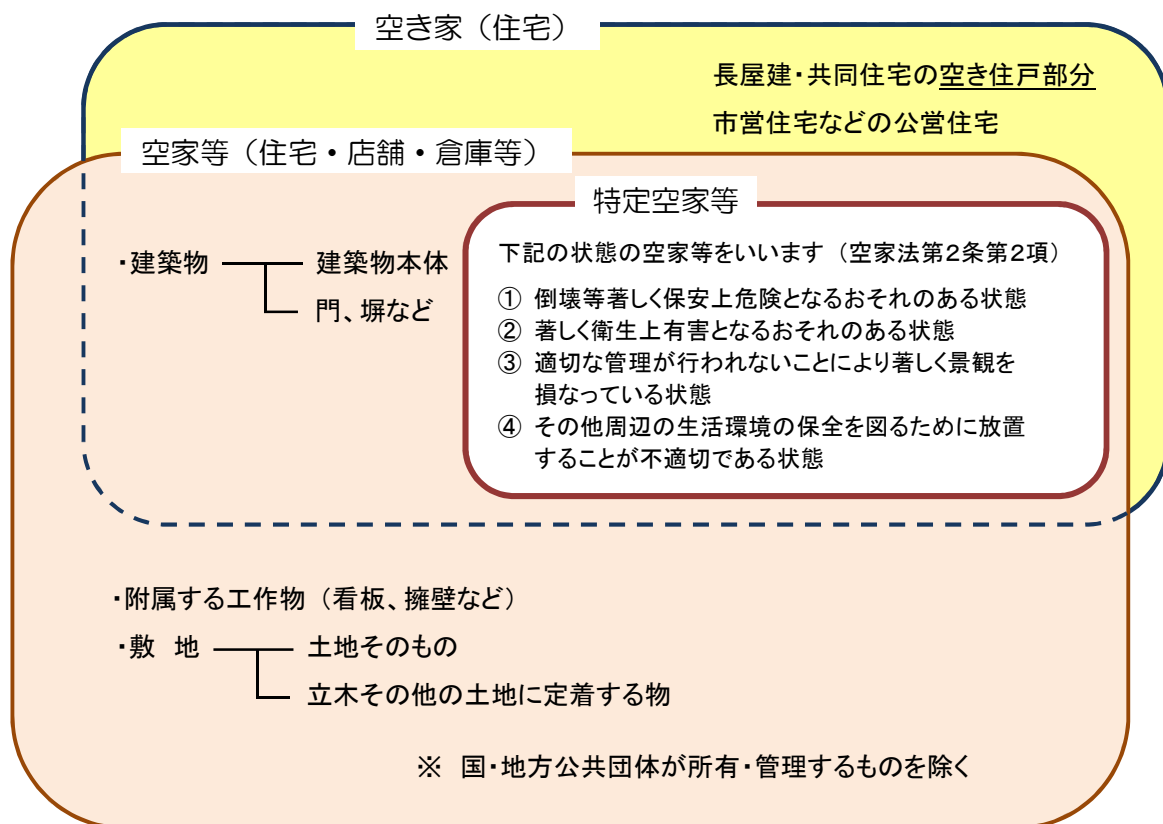 空き家（住宅）
長屋建・共同住宅の空き住戸部分
市営住宅などの公営住宅
空家等（住宅・店舗・倉庫等）
特定空家等
下記の状態の空家等をいいます（空家法第２条第２項）
① 倒壊等著しく保安上危険となるおそれのある状態
② 著しく衛生上有害となるおそれのある状態
③ 適切な管理が行われないことにより著しく景観を
損なっている状態
④ その他周辺の生活環境の保全を図るために放置
することが不適切である状態
・建築物 建築物本体
門、塀など
・附属する工作物（看板、擁壁など）
・敷 地 土地そのもの
立木その他の土地に定着する物
※ 国・地方公共団体が所有・管理するものを除く